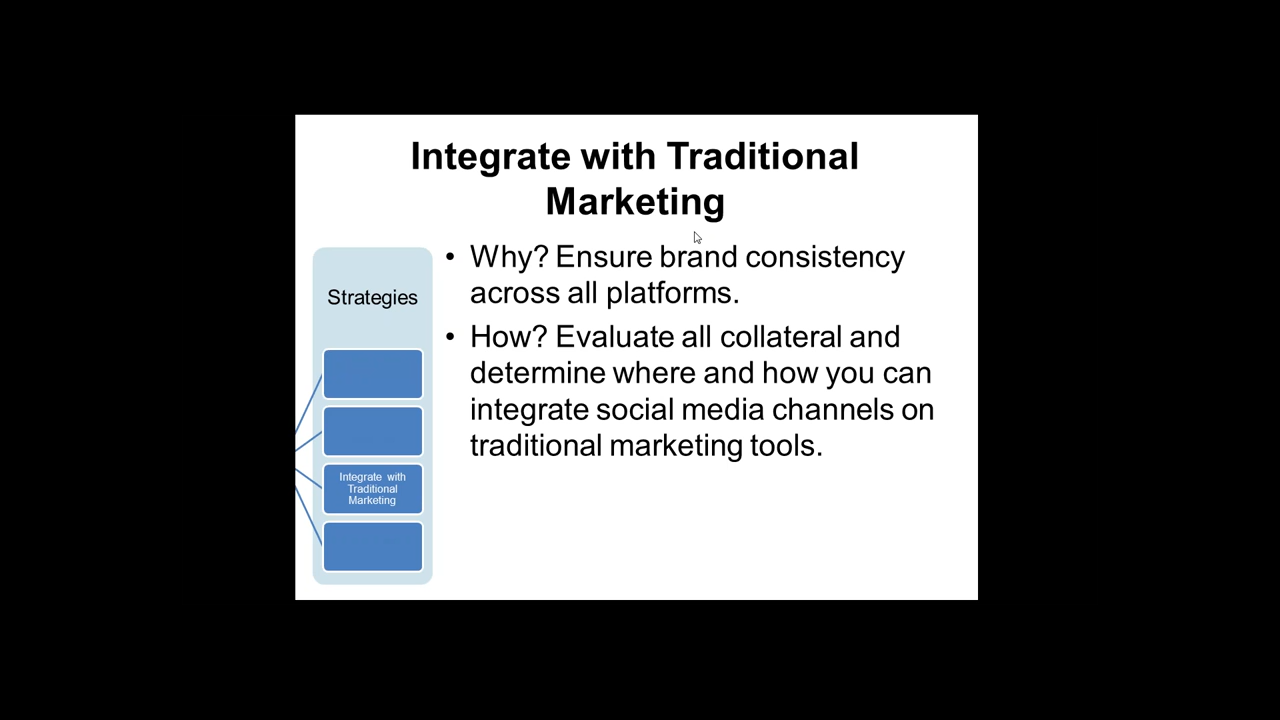 Integrate with Traditional
Marketing
Strategies
Integrate with
Traditional
Marketing
• Why? Ensure brand consistency
across all platforms.
• How? Evaluate all collateral and
determine where and how you can
integrate social media channels on
traditional marketing tools.